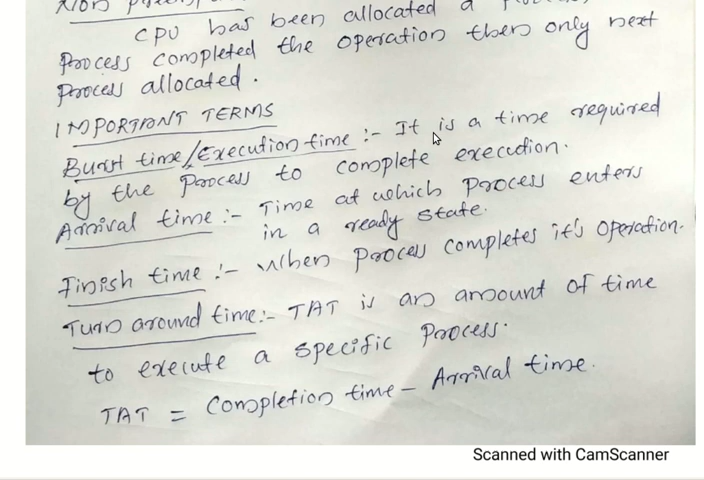 CPU has been allocated a
Process completed the operation then only next
Process allocated.
IMPORTANT TERMS
Burst time/Execution time :- It is a time required
by the Process to complete execution.
Arrival time :- Time at which Process enters
in a ready state.
Finish time :- When Process completes it's operation.
Turn around time:- TAT is an amount of time
to execute a specific Process.
TAT = Completion time - Arrival time.
Scanned with CamScanner